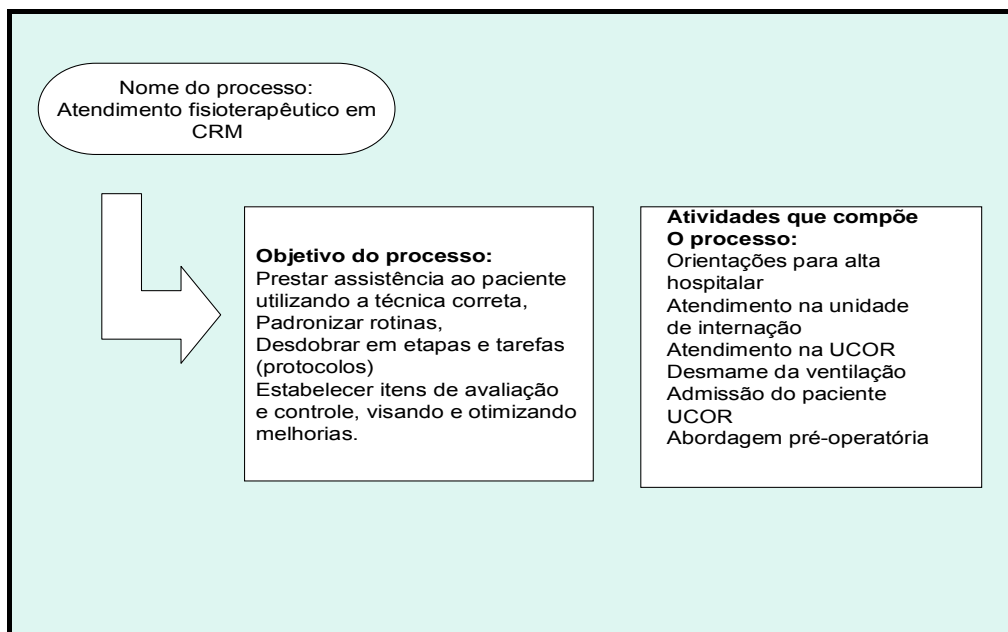 Nome do processo:
Atendimento fisioterapêutico em
CRM
Objetivo do processo:
Prestar assistência ao paciente
utilizando a técnica correta,
Padronizar rotinas,
Desdobrar em etapas e tarefas
(protocolos)
Estabelecer itens de avaliação
e controle, visando e otimizando
melhorias.
Atividades que compõe
O processo:
Orientações para alta
hospitalar
Atendimento na unidade
de internação
Atendimento na UCOR
Desmame da ventilação
Admissão do paciente
UCOR
Abordagem pré-operatória